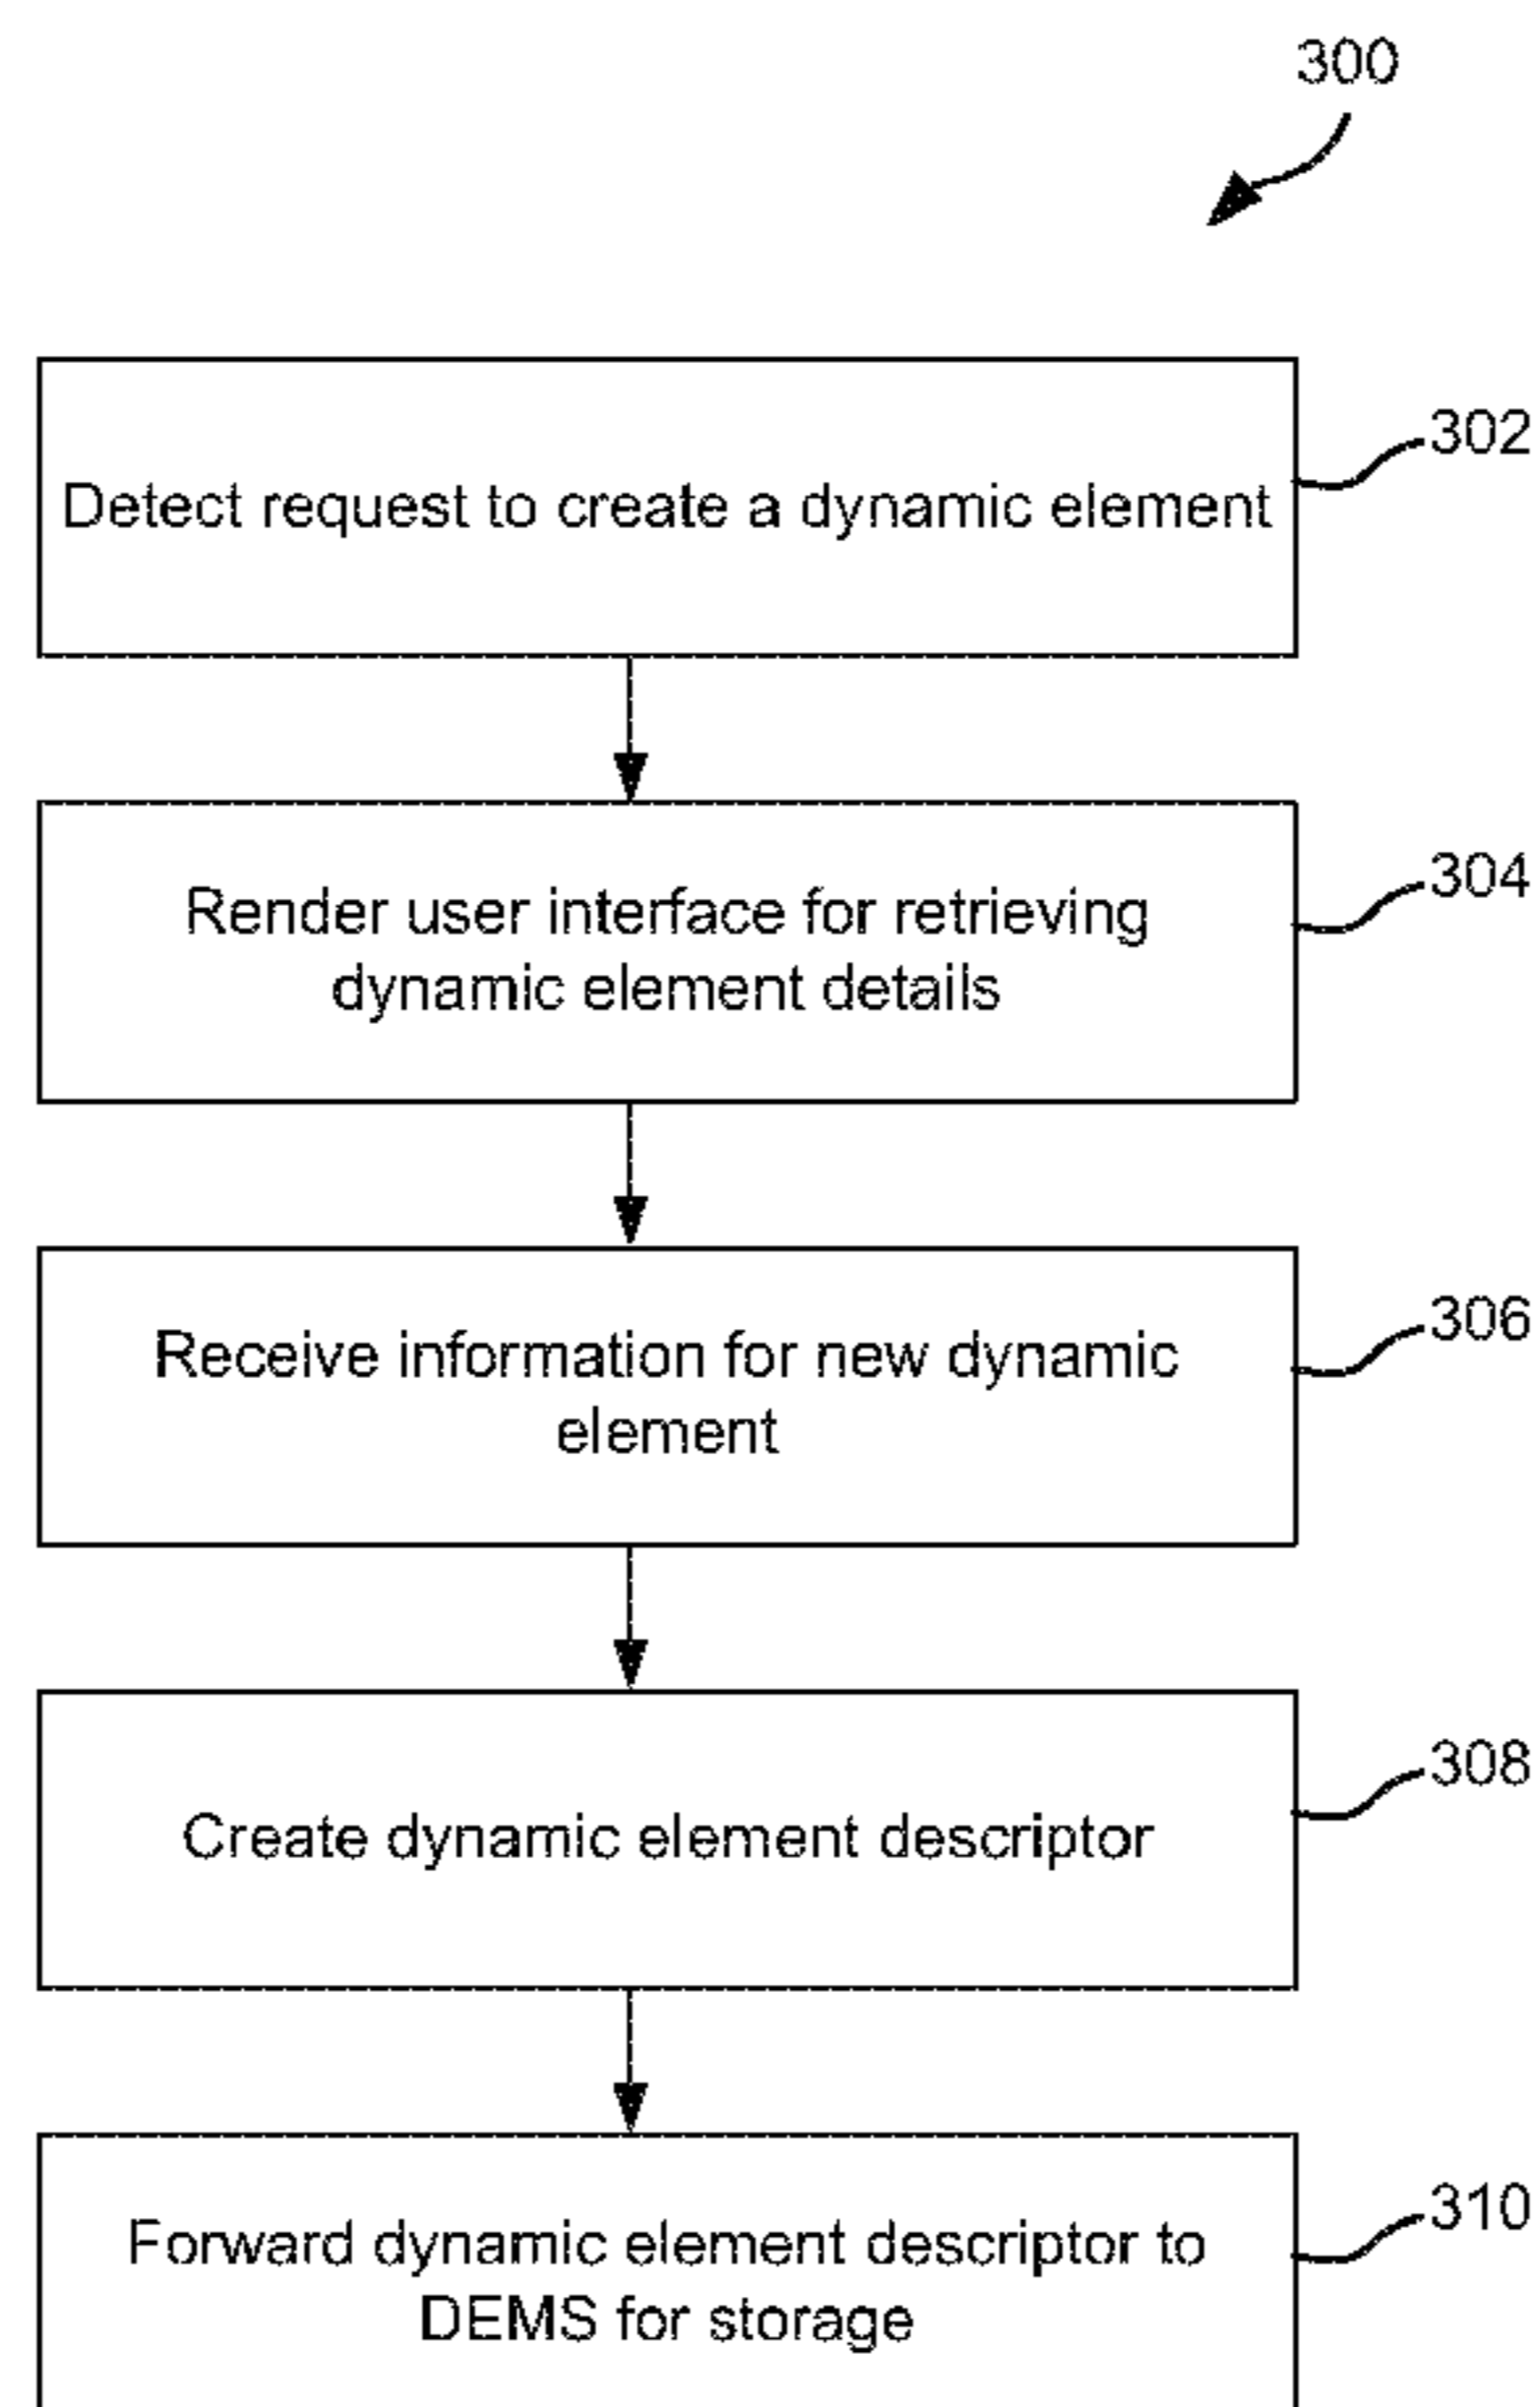 300
302
Detect request to create a dynamic element
304
Render user interface for retrieving
dynamic element details
306
Receive information for new dynamic
element
308
Create dynamic element descriptor
310
Forward dynamic element descriptor to
DEMS for storage